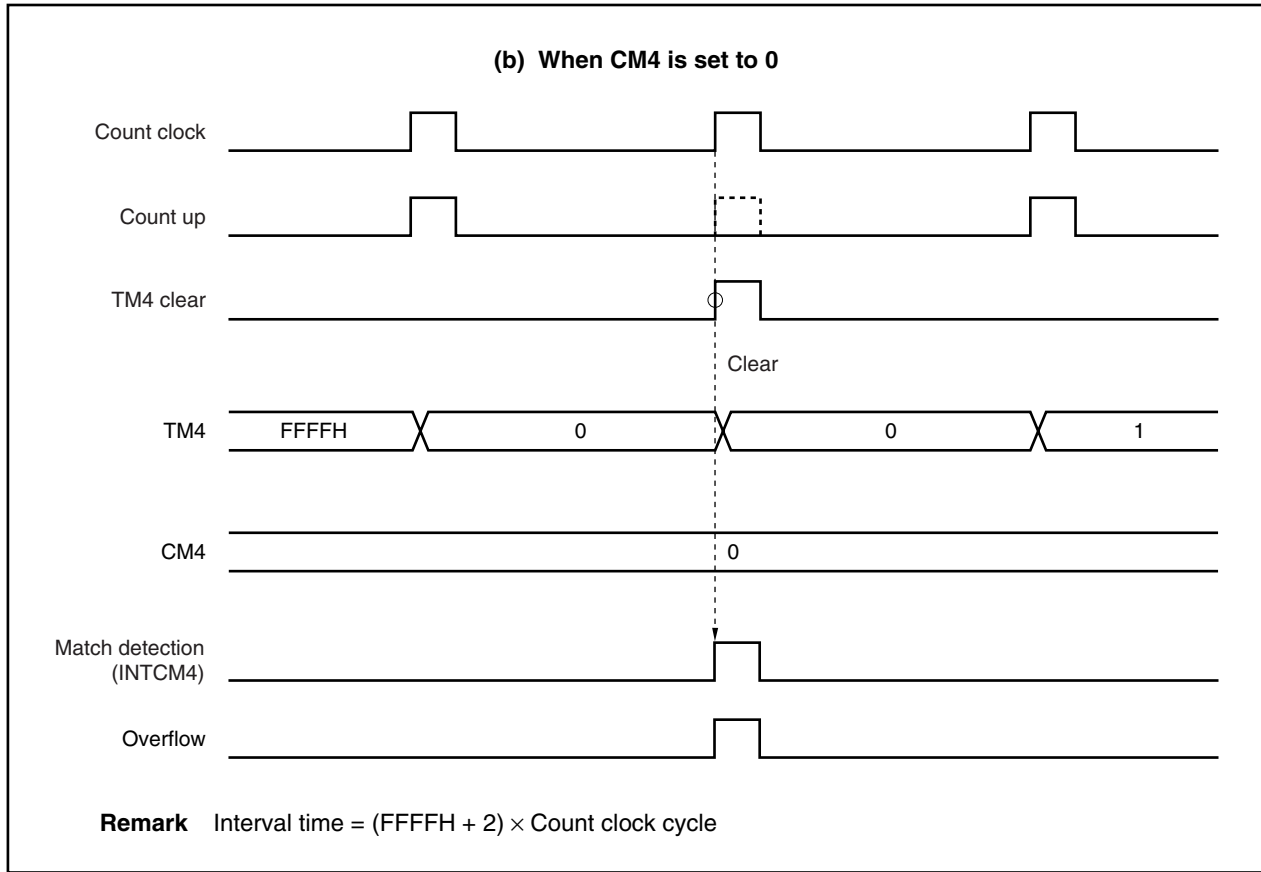 (b) When CM4 is set to 0
Count clock
Count up
TM4 clear
Clear
TM4
FFFFH
0
0
1
CM4
0
Match detection
(INTCM4)
Overflow
Remark Interval time = (FFFFH + 2) × Count clock cycle